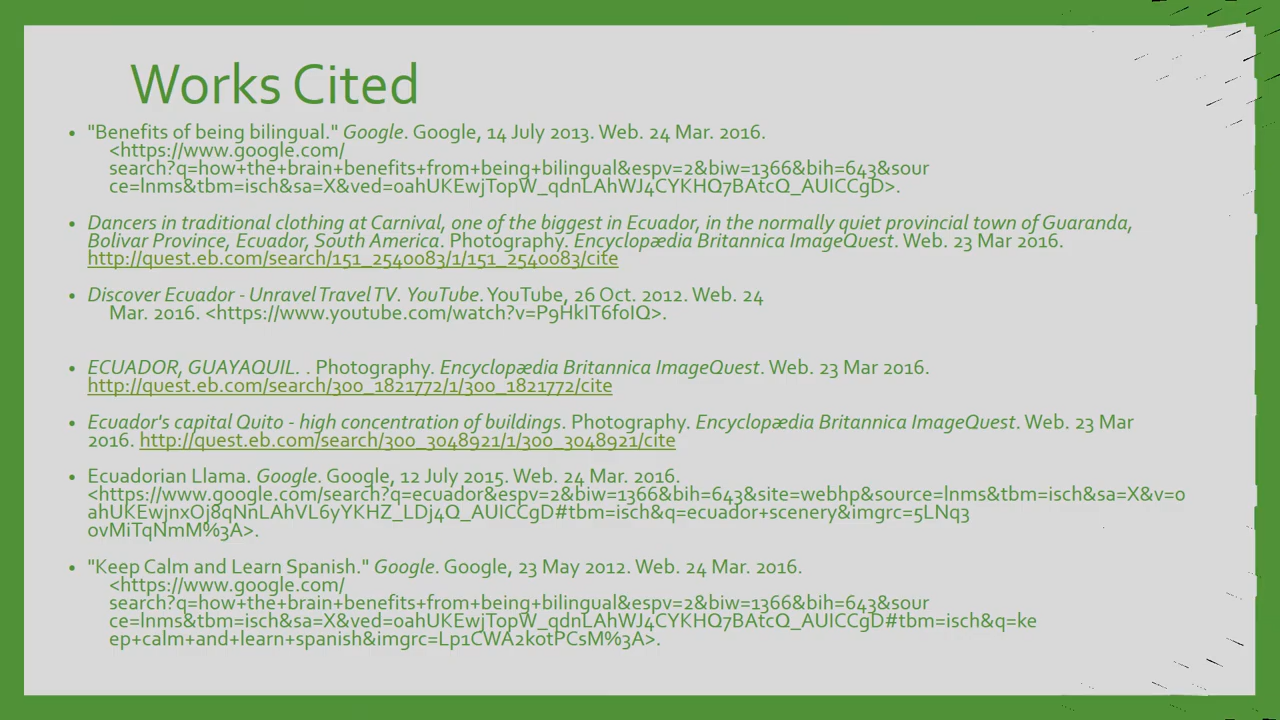 Works Cited
• "Benefits of being bilingual." Google. Google, 14 July 2013. Web. 24 Mar. 2016.
<https://www.google.com/
search?q=how+the+brain+benefits+from+being+bilingual&espv=2&biw=1366&bih=643&sour
ce=lnms&tbm=isch&sa=X&ved=0ahUKEwjTopW_qdnLAhWJ4CYKHQ7BAtcQ_AUICCgD>.
• Dancers in traditional clothing at Carnival, one of the biggest in Ecuador, in the normally quiet provincial town of Guaranda,
Bolivar Province, Ecuador, South America. Photography. Encyclopædia Britannica ImageQuest. Web. 23 Mar 2016.
http://quest.eb.com/search/151_2540083/1/151_2540083/cite
• Discover Ecuador - Unravel Travel TV. YouTube. YouTube, 26 Oct. 2012. Web. 24
Mar. 2016. <https://www.youtube.com/watch?v=P9HkIT6f0IQ>.
• ECUADOR, GUAYAQUIL. . Photography. Encyclopædia Britannica ImageQuest. Web. 23 Mar 2016.
http://quest.eb.com/search/300_1821772/1/300_1821772/cite
• Ecuador's capital Quito - high concentration of buildings. Photography. Encyclopædia Britannica ImageQuest. Web. 23 Mar
2016. http://quest.eb.com/search/300_3048921/1/300_3048921/cite
• Ecuadorian Llama. Google. Google, 12 July 2015. Web. 24 Mar. 2016.
<https://www.google.com/search?q=ecuador&espv=2&biw=1366&bih=643&site=webhp&source=lnms&tbm=isch&sa=X&v=0
ahUKEwjnxOj8qNnLAhVL6yYKHZ_LDj4Q_AUICCgD#tbm=isch&q=ecuador+scenery&imgrc=5LNq3
ovMiTqNmM%3A>.
• "Keep Calm and Learn Spanish." Google. Google, 23 May 2012. Web. 24 Mar. 2016.
<https://www.google.com/
search?q=how+the+brain+benefits+from+being+bilingual&espv=2&biw=1366&bih=643&sour
ce=lnms&tbm=isch&sa=X&ved=0ahUKEwjTopW_qdnLAhWJ4CYKHQ7BAtcQ_AUICCgD#tbm=isch&q=ke
ep+calm+and+learn+spanish&imgrc=Lp1CWA2kotPCsM%3A>.